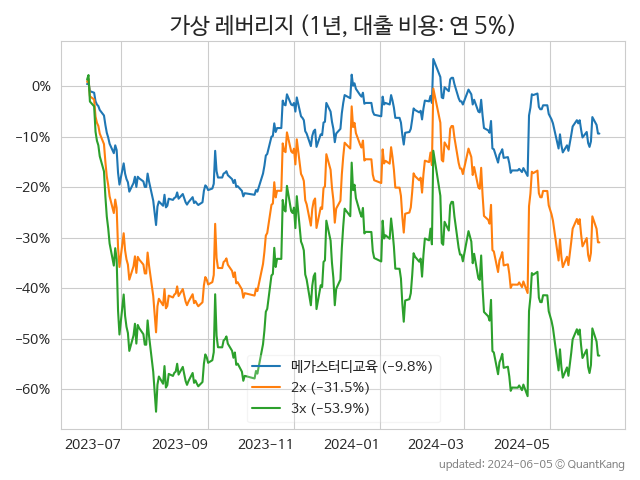 가상 레버리지 (1년, 대출 비용: 연 5%)
0%
−10%
−20%
−30%
−40%
−50%
−60%
메가스터디교육 (−9.8%)
2x (−31.5%)
3x (−53.9%)
2023-07 2023-09 2023-11 2024-01 2024-03 2024-05
updated: 2024-06-05 © QuantKang